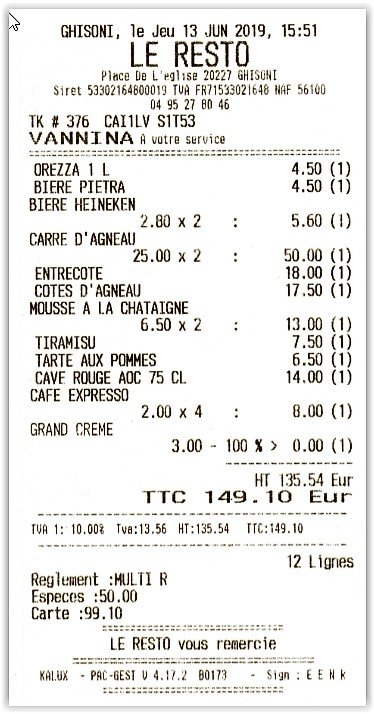 GHISONI, le Jeu 13 JUN 2019, 15:51
LE RESTO
Place De L'eglise 20227 GHISONI
Siret 53302164800019 TVA FR71533021648 NAF 5610C
04 95 27 80 46
TK # 376 CAI1LV S1T53
VANNINA A votre service
OREZZA 1 L 4.50 (1)
BIERE PIETRA 4.50 (1)
BIERE HEINEKEN
2.80 x 2 : 5.60 (1)
CARRE D'AGNEAU
25.00 x 2 : 50.00 (1)
ENTRECOTE 18.00 (1)
COTES D'AGNEAU 17.50 (1)
MOUSSE A LA CHATAIGNE
6.50 x 2 : 13.00 (1)
TIRAMISU 7.50 (1)
TARTE AUX POMMES 6.50 (1)
CAVE ROUGE AOC 75 CL 14.00 (1)
CAFE EXPRESSO
2.00 x 4 : 8.00 (1)
GRAND CREME
3.00 - 100 % > 0.00 (1)
HT 135.54 Eur
TTC 149.10 Eur
TVA 1: 10.00% Tva:13.56 HT:135.54 TTC:149.10
12 Lignes
Reglement :MULTI R
Especes :50.00
Carte :99.10
LE RESTO vous remercie
KALUX - PAC-GEST V 4.17.2 B0173 - Sign : E E N k